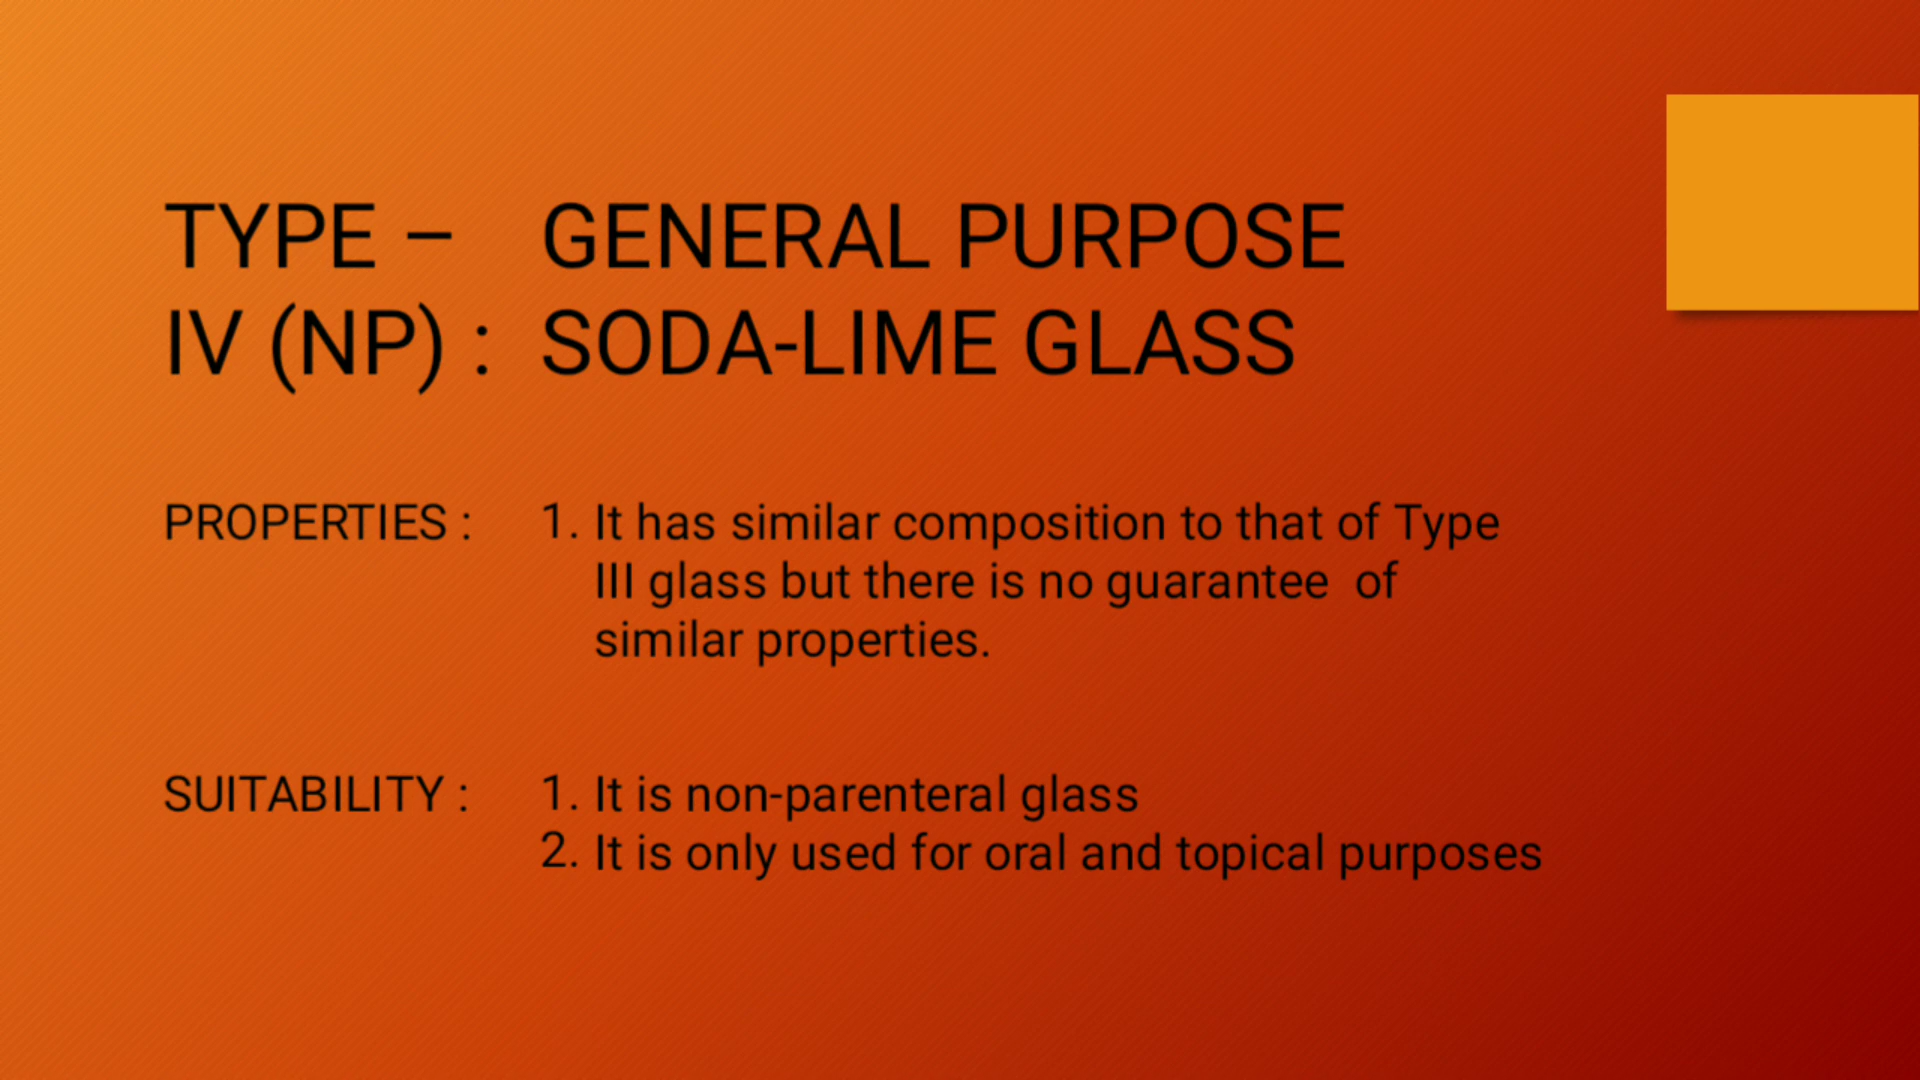 TYPE – GENERAL PURPOSE
IV (NP) : SODA-LIME GLASS
PROPERTIES : 1. It has similar composition to that of Type
III glass but there is no guarantee of
similar properties.
SUITABILITY : 1. It is non-parenteral glass
2. It is only used for oral and topical purposes